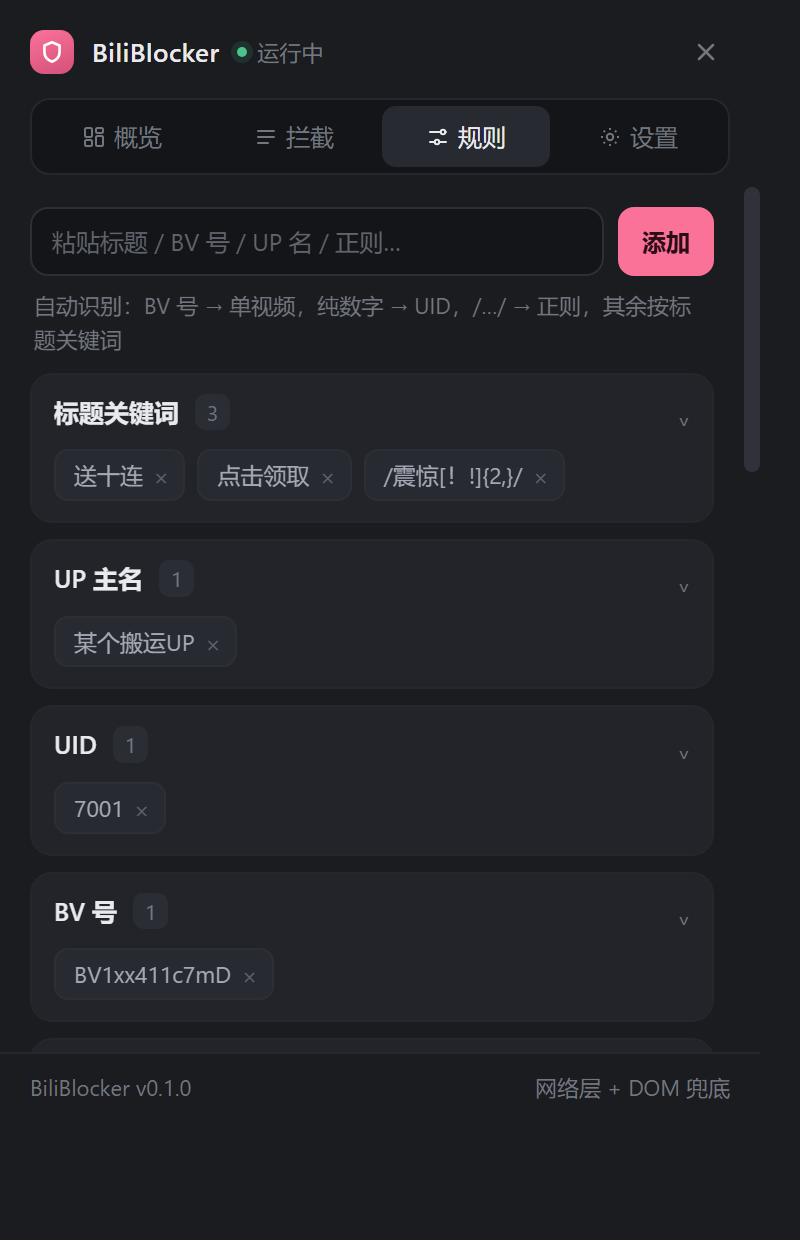 BiliBlocker 运行中 ×
概览 拦截 规则 设置
粘贴标题 / BV 号 / UP 名 / 正则... 添加
自动识别：BV 号 → 单视频，纯数字 → UID，/.../ → 正则，其余按标
题关键词
标题关键词 3 v
送十连 × 点击领取 × /震惊[！!]{2,}/ ×
UP 主名 1 v
某个搬运UP ×
UID 1 v
7001 ×
BV 号 1 v
BV1xx411c7mD ×
BiliBlocker v0.1.0 网络层 + DOM 兜底